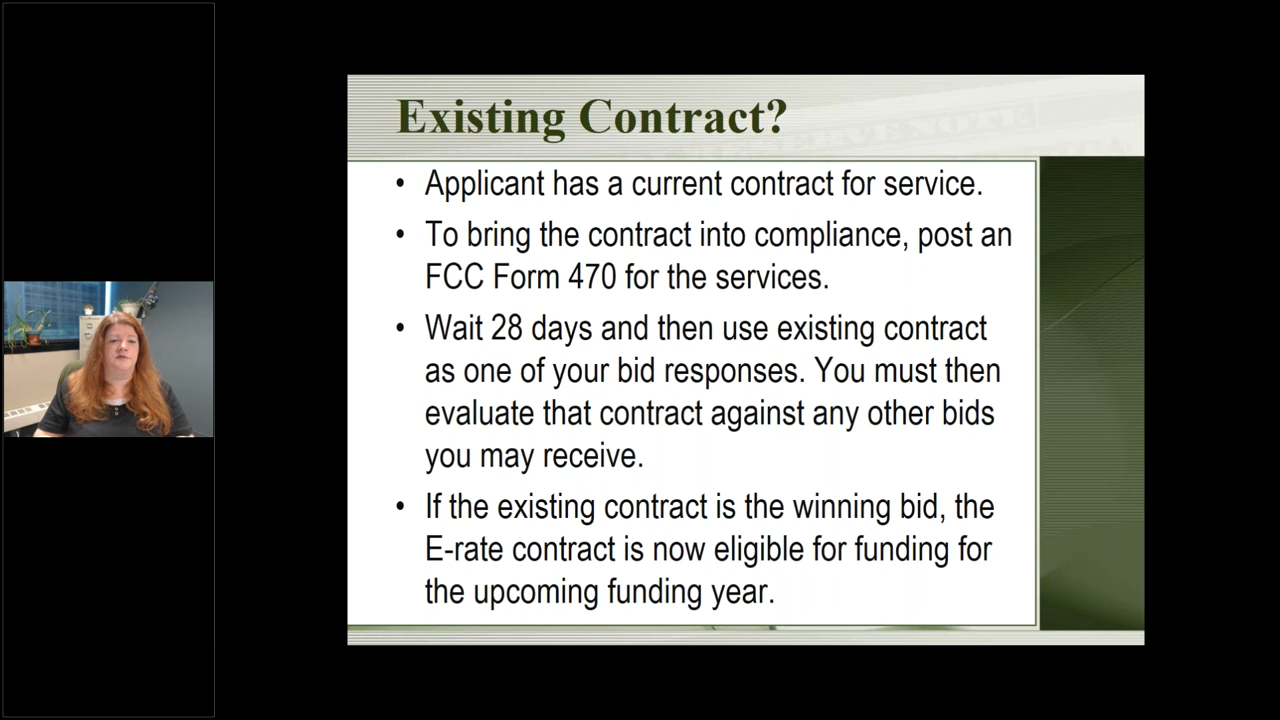 Existing Contract?
• Applicant has a current contract for service.
• To bring the contract into compliance, post an
FCC Form 470 for the services.
• Wait 28 days and then use existing contract
as one of your bid responses. You must then
evaluate that contract against any other bids
you may receive.
• If the existing contract is the winning bid, the
E-rate contract is now eligible for funding for
the upcoming funding year.